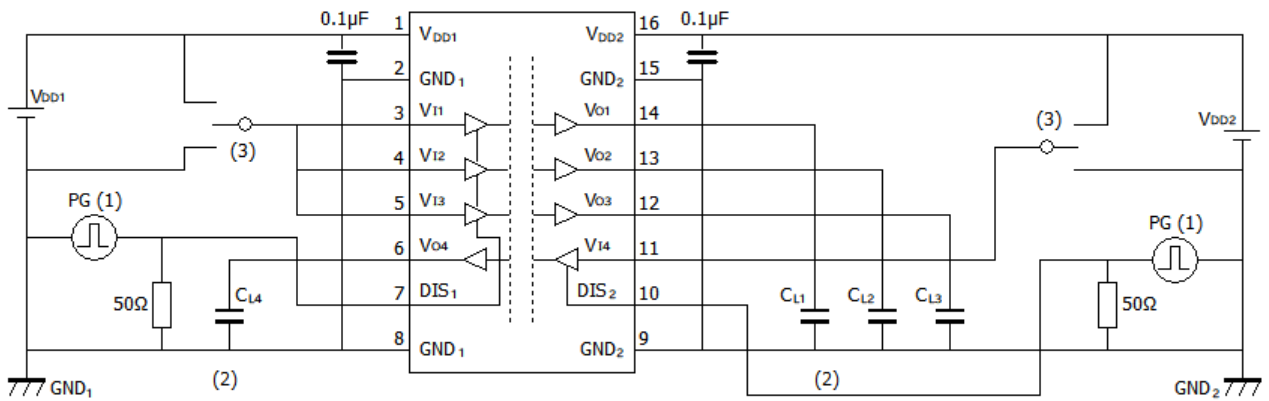 0.1µF
1
16
0.1µF
VDD1
VDD2
2
15
GND1
GND2
VDD1
3
VI1
VO1
14
(3)
(3)
VDD2
4
VI2
VO2
13
PG (1)
5
VI3
VO3
12
PG (1)
6
VO4
VI4
11
50Ω
CL4
7
DIS1
DIS2
10
CL1
CL2
CL3
50Ω
8
GND1
GND2
9
GND1
(2)
(2)
GND2